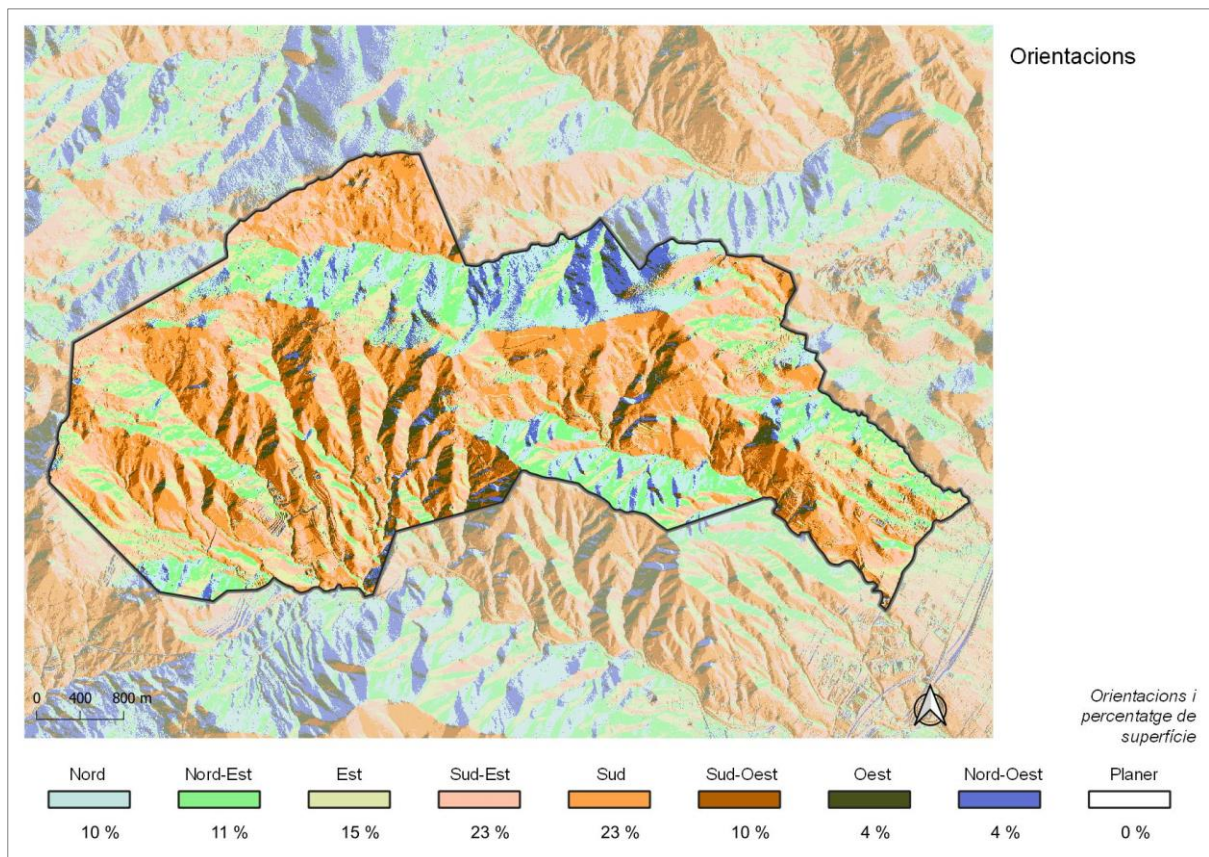 Orientacions
0 400 800 m
Orientacions i
percentatge de
superfície
Nord Nord-Est Est Sud-Est Sud Sud-Oest Oest Nord-Oest Planer
10 % 11 % 15 % 23 % 23 % 10 % 4 % 4 % 0 %